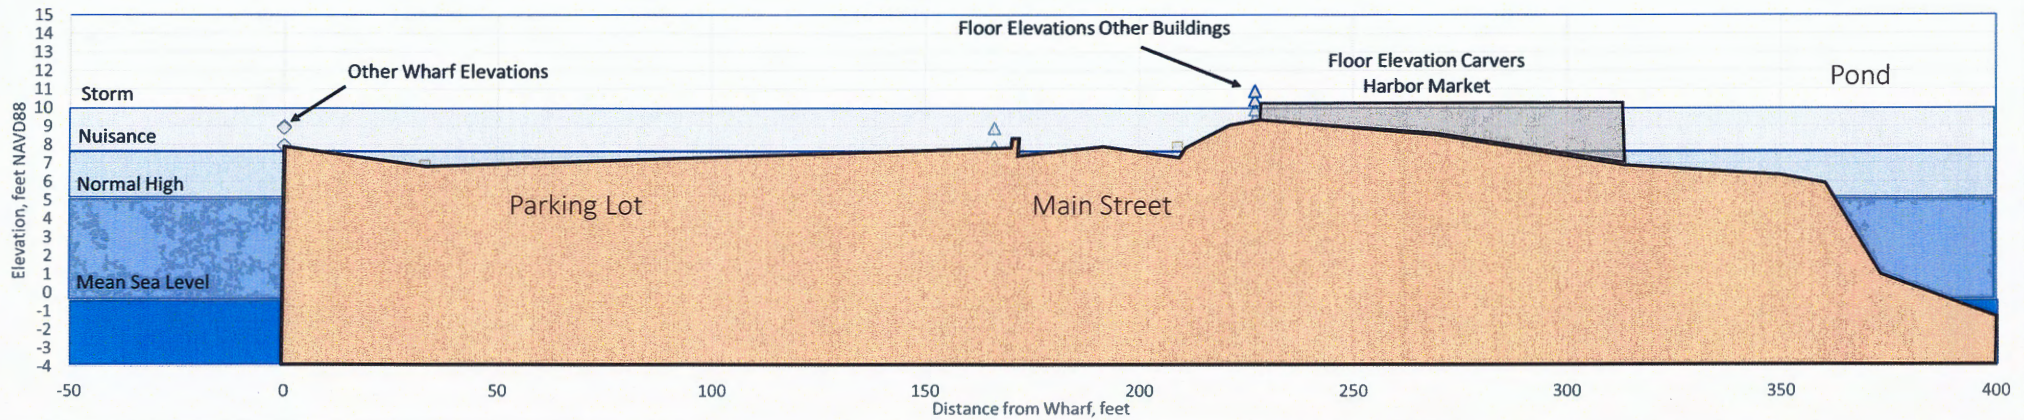 Elevation, feet NAVD88
15
14
13
12
11
10
9
8
7
6
5
4
3
2
1
0
-1
-2
-3
-4
Floor Elevations Other Buildings
Other Wharf Elevations
Floor Elevation Carvers
Harbor Market
Pond
Storm
Nuisance
Normal High
Mean Sea Level
Parking Lot
Main Street
-50
0
50
100
150
200
250
300
350
400
Distance from Wharf, feet